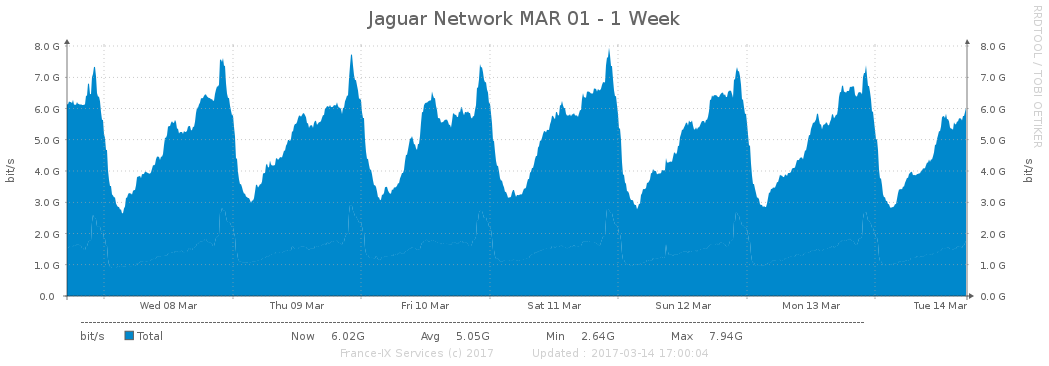 Jaguar Network MAR 01 - 1 Week
RRDTOOL / TOBI OETIKER
8.0 G 8.0 G
7.0 G 7.0 G
6.0 G 6.0 G
5.0 G 5.0 G
4.0 G 4.0 G
3.0 G 3.0 G
2.0 G 2.0 G
1.0 G 1.0 G
0.0 0.0 G
bit/s
bit/s
Wed 08 Mar Thu 09 Mar Fri 10 Mar Sat 11 Mar Sun 12 Mar Mon 13 Mar Tue 14 Mar
bit/s Total Now 6.02G Avg 5.05G Min 2.64G Max 7.94G
France-IX Services (c) 2017 Updated : 2017-03-14 17:00:04